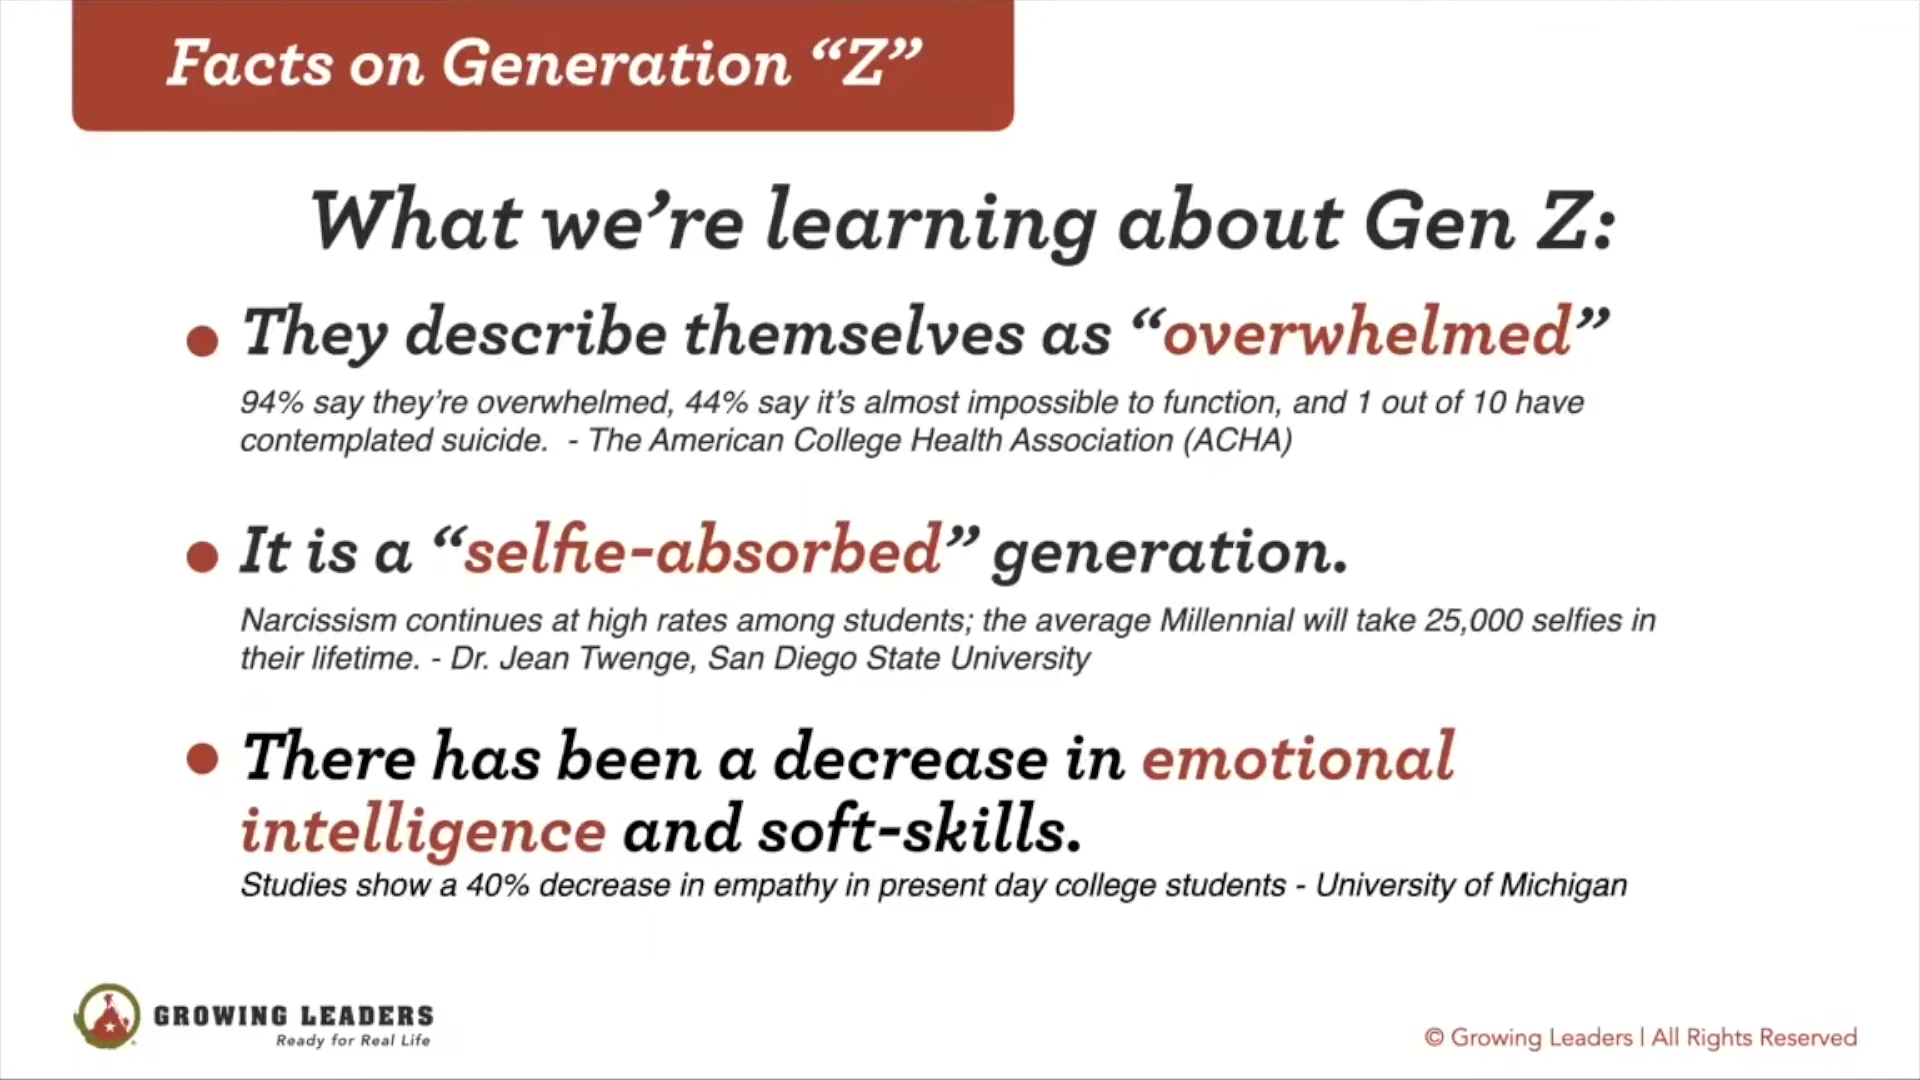 Facts on Generation “Z”
What we’re learning about Gen Z:
They describe themselves as “overwhelmed”
94% say they’re overwhelmed, 44% say it’s almost impossible to function, and 1 out of 10 have
contemplated suicide.  - The American College Health Association (ACHA)
It is a “selfie-absorbed” generation.
Narcissism continues at high rates among students; the average Millennial will take 25,000 selfies in
their lifetime. - Dr. Jean Twenge, San Diego State University
There has been a decrease in emotional
intelligence and soft-skills.
Studies show a 40% decrease in empathy in present day college students - University of Michigan
GROWING LEADERS
Ready for Real Life
© Growing Leaders | All Rights Reserved